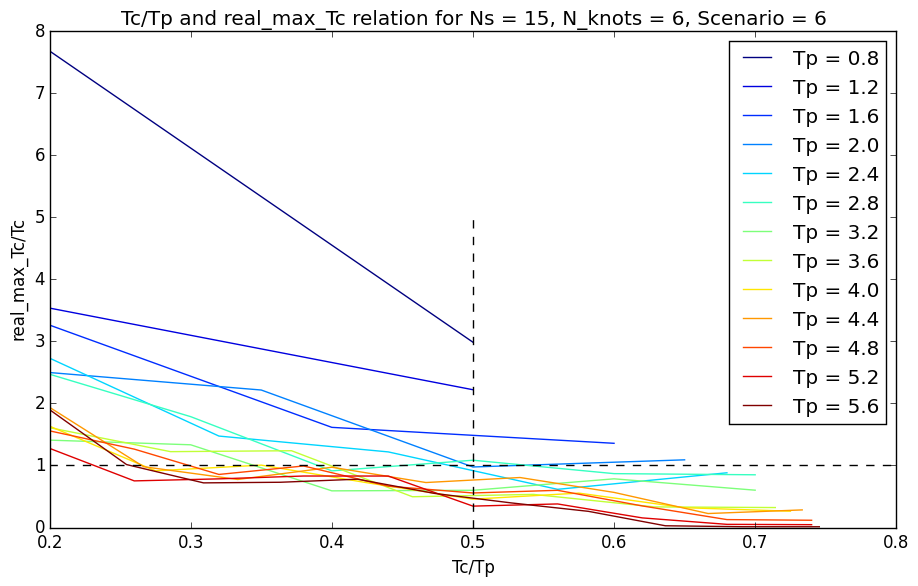 Tc/Tp and real_max_Tc relation for Ns = 15, N_knots = 6, Scenario = 6
real_max_Tc/Tc
8
7
6
5
4
3
2
1
0
0.2 0.3 0.4 0.5 0.6 0.7 0.8
Tc/Tp
Tp = 0.8
Tp = 1.2
Tp = 1.6
Tp = 2.0
Tp = 2.4
Tp = 2.8
Tp = 3.2
Tp = 3.6
Tp = 4.0
Tp = 4.4
Tp = 4.8
Tp = 5.2
Tp = 5.6